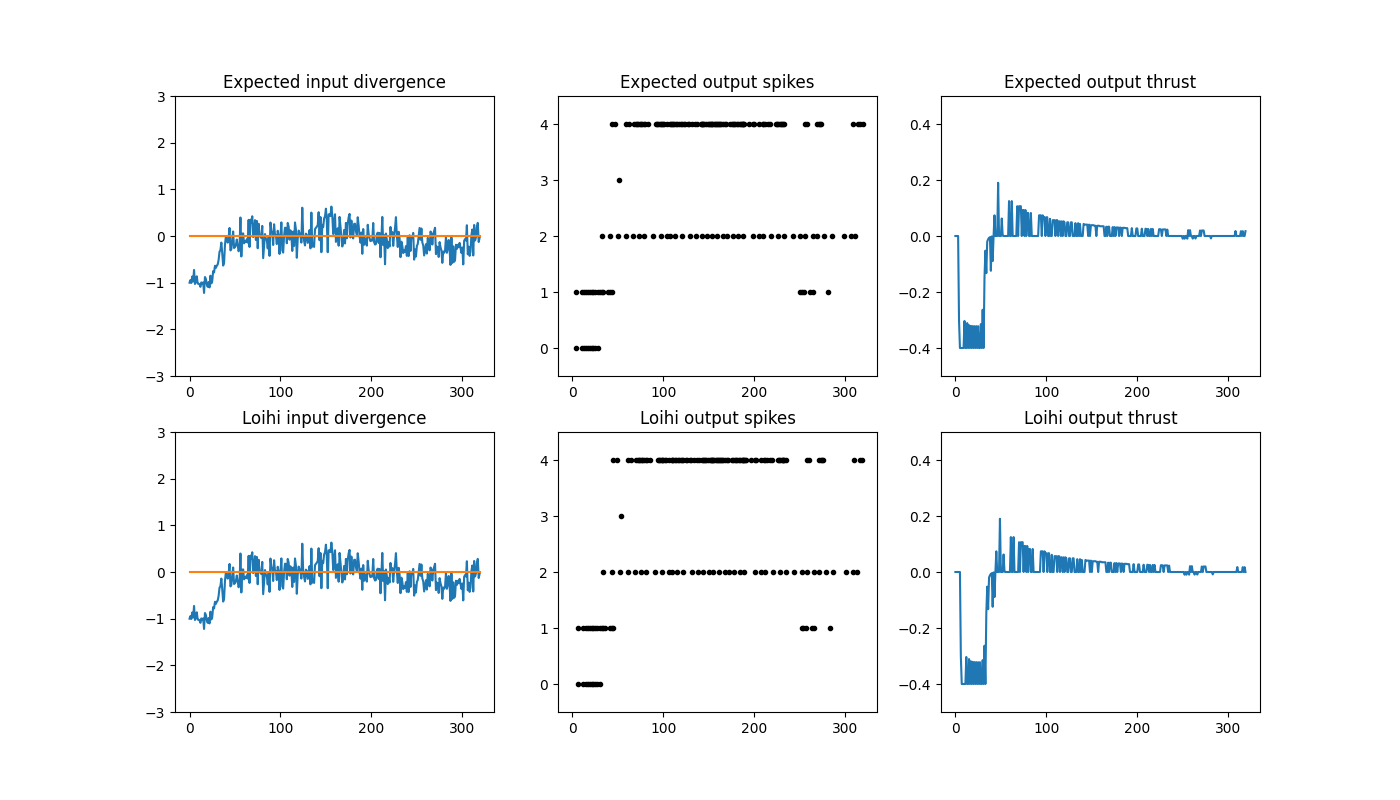 Expected input divergence
3
2
1
0
−1
−2
−3
0 100 200 300
Expected output spikes
4
3
2
1
0
0 100 200 300
Expected output thrust
0.4
0.2
0.0
−0.2
−0.4
0 100 200 300
Loihi input divergence
3
2
1
0
−1
−2
−3
0 100 200 300
Loihi output spikes
4
3
2
1
0
0 100 200 300
Loihi output thrust
0.4
0.2
0.0
−0.2
−0.4
0 100 200 300